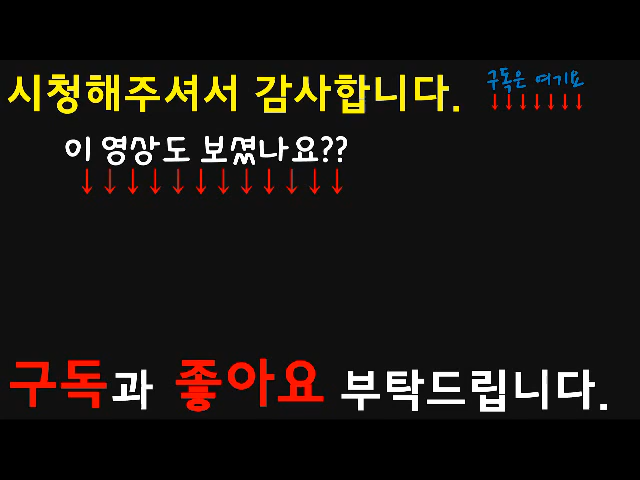 시청해주셔서 감사합니다.
구독은 여기요
↓↓↓↓↓↓↓
이 영상도 보셨나요??
↓↓↓↓↓↓↓↓↓↓↓↓
구독과 좋아요 부탁드립니다.